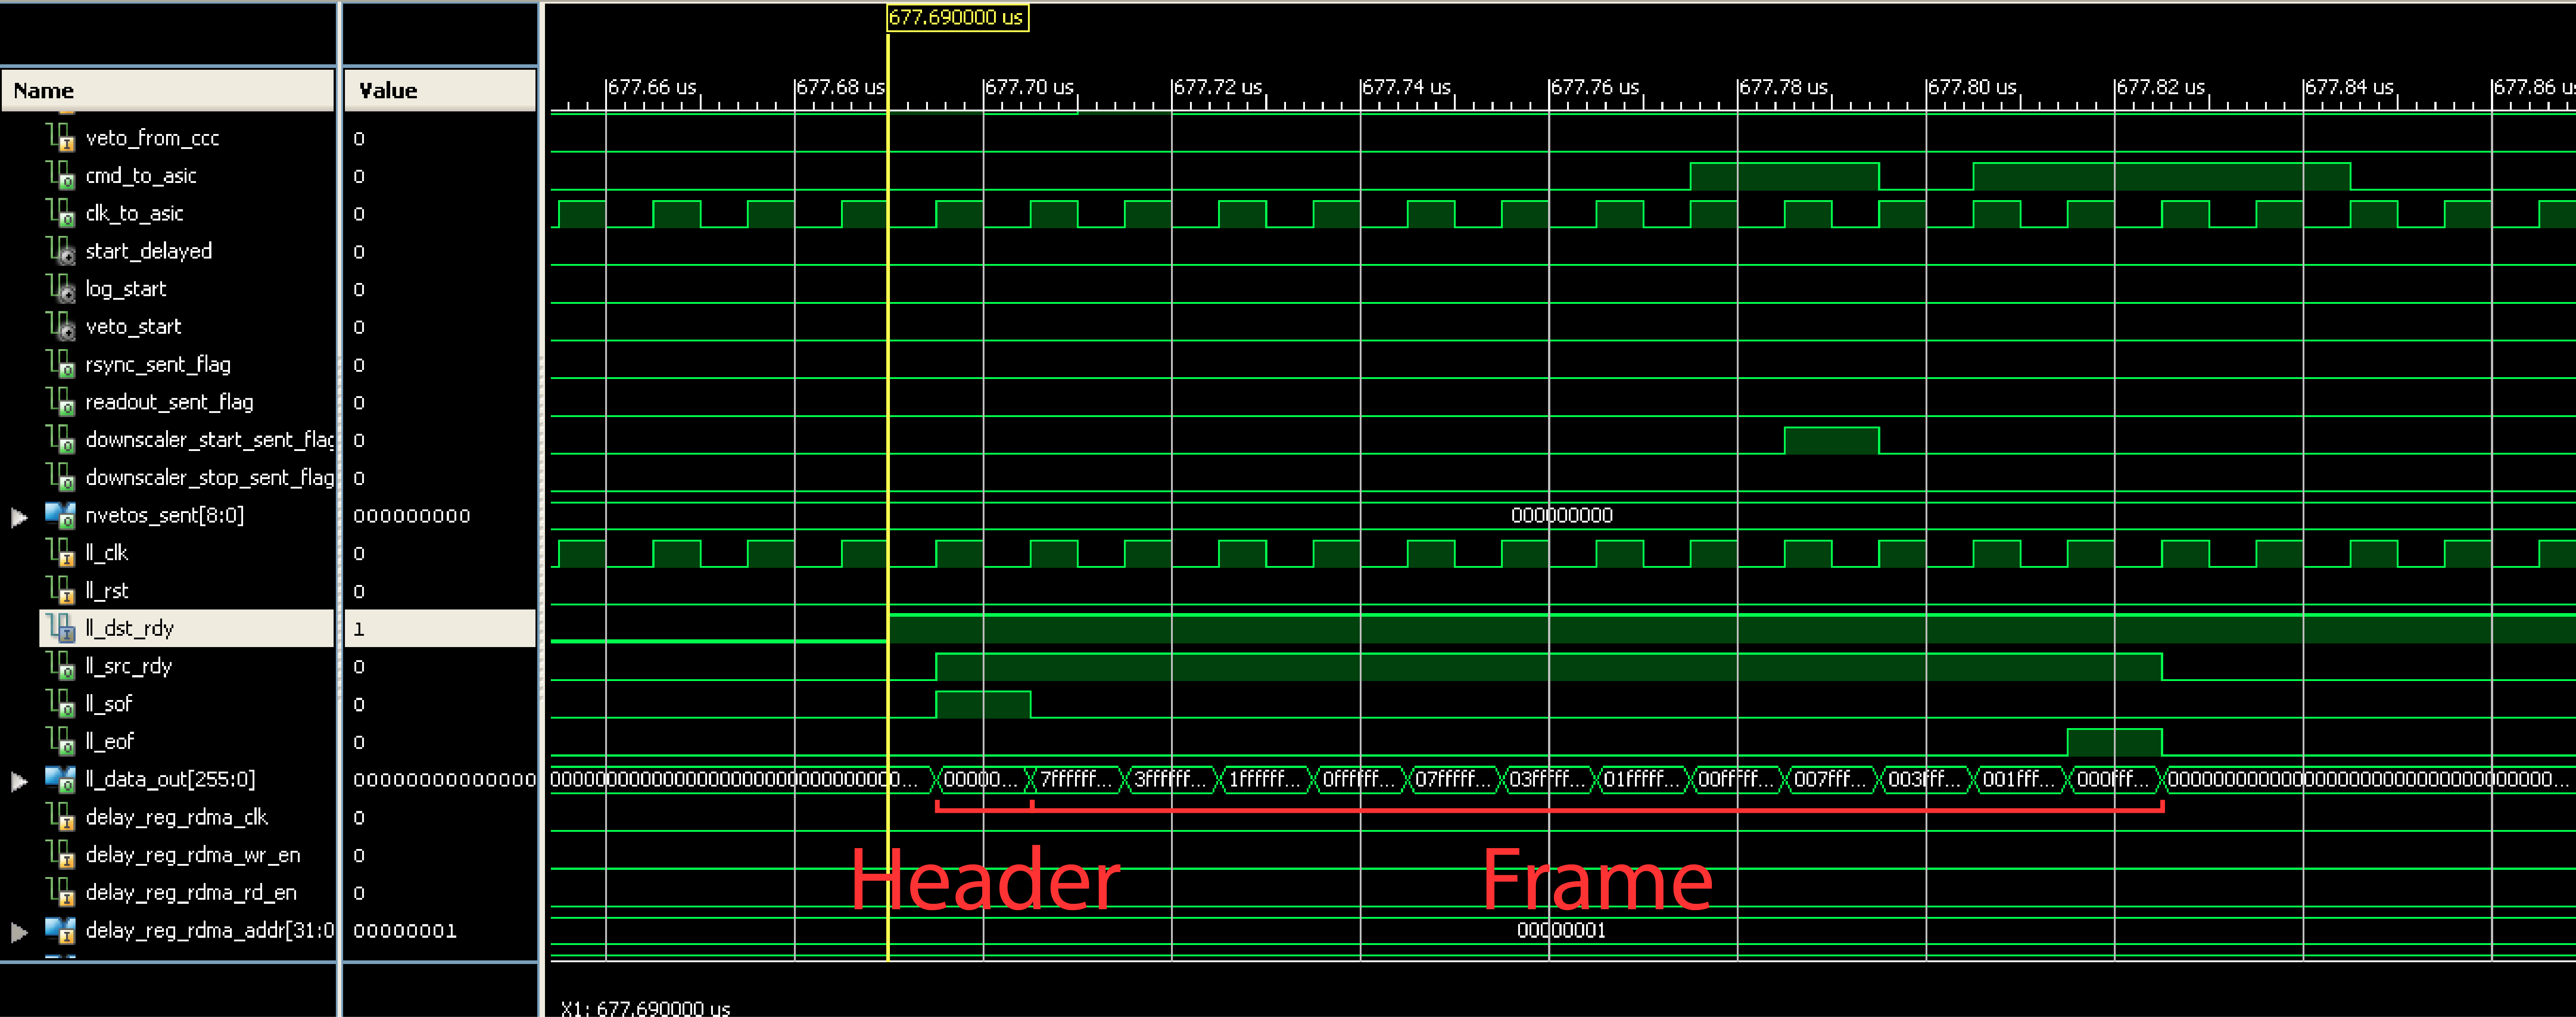 677.690000 us
Name Value
677.66 us 677.68 us 677.70 us 677.72 us 677.74 us 677.76 us 677.78 us 677.80 us 677.82 us 677.84 us 677.86 us
veto_from_ccc 0
cmd_to_asic 0
clk_to_asic 0
start_delayed 0
log_start 0
veto_start 0
rsync_sent_flag 0
readout_sent_flag 0
downscaler_start_sent_flag 0
downscaler_stop_sent_flag 0
nvetos_sent[8:0] 000000000 000000000
ll_clk 0
ll_rst 0
ll_dst_rdy 1
ll_src_rdy 0
ll_sof 0
ll_eof 0
ll_data_out[255:0] 00000... 7ffffff... 3ffffff... 1ffffff... 0ffffff... 07fffff... 03fffff... 01fffff... 00fffff... 007fff... 003fff... 001fff... 000fff...
delay_reg_rdma_clk 0
delay_reg_rdma_wr_en 0
Header Frame
delay_reg_rdma_rd_en 0
delay_reg_rdma_addr[31:0 00000001 00000001
X1: 677.690000 us